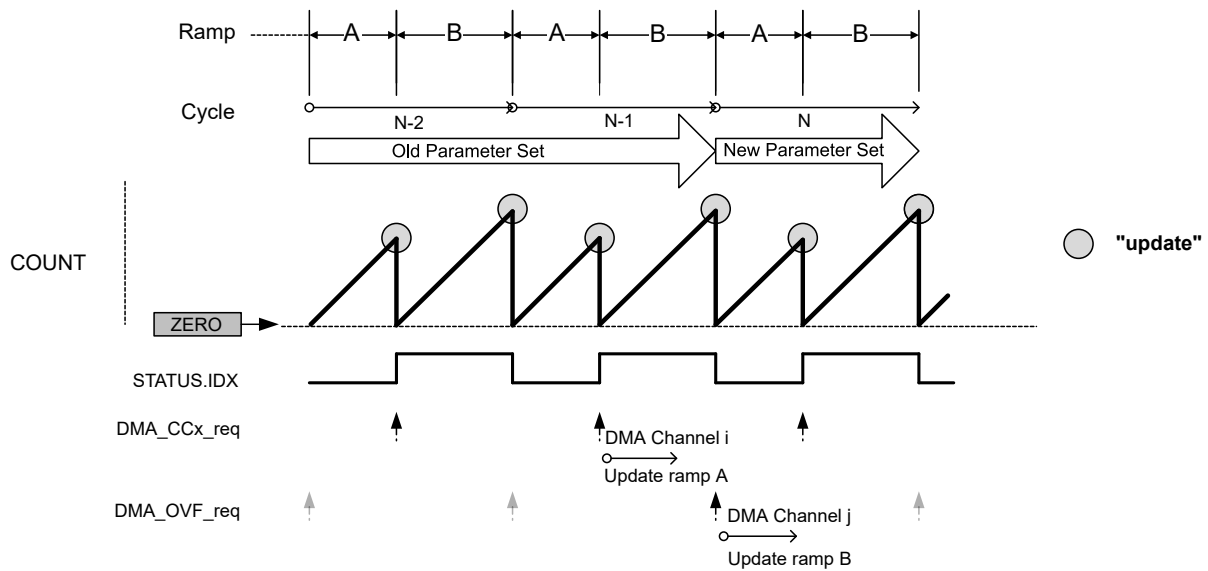 Ramp A B A B A B
Cycle
N-2 N-1 N
Old Parameter Set New Parameter Set
"update"
COUNT
ZERO
STATUS.IDX
DMA_CCx_req
DMA Channel i
Update ramp A
DMA_OVF_req
DMA Channel j
Update ramp B